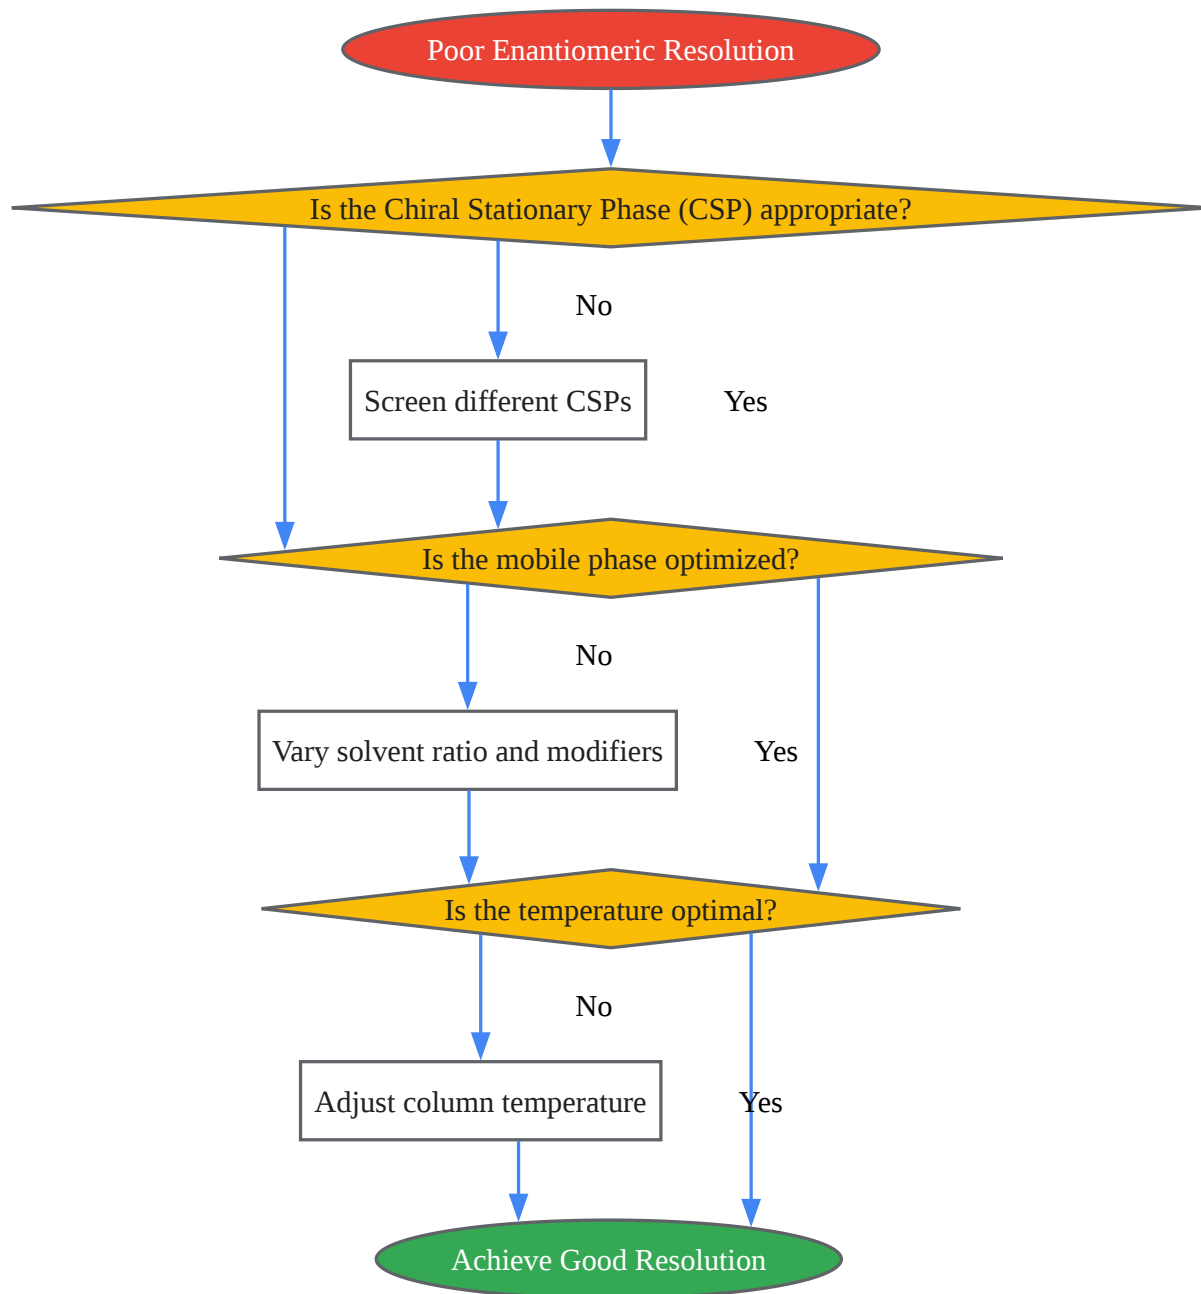 Poor Enantiomeric Resolution
Is the Chiral Stationary Phase (CSP) appropriate?
No
Screen different CSPs
Yes
Is the mobile phase optimized?
No
Vary solvent ratio and modifiers
Yes
Is the temperature optimal?
No
Adjust column temperature
Yes
Achieve Good Resolution